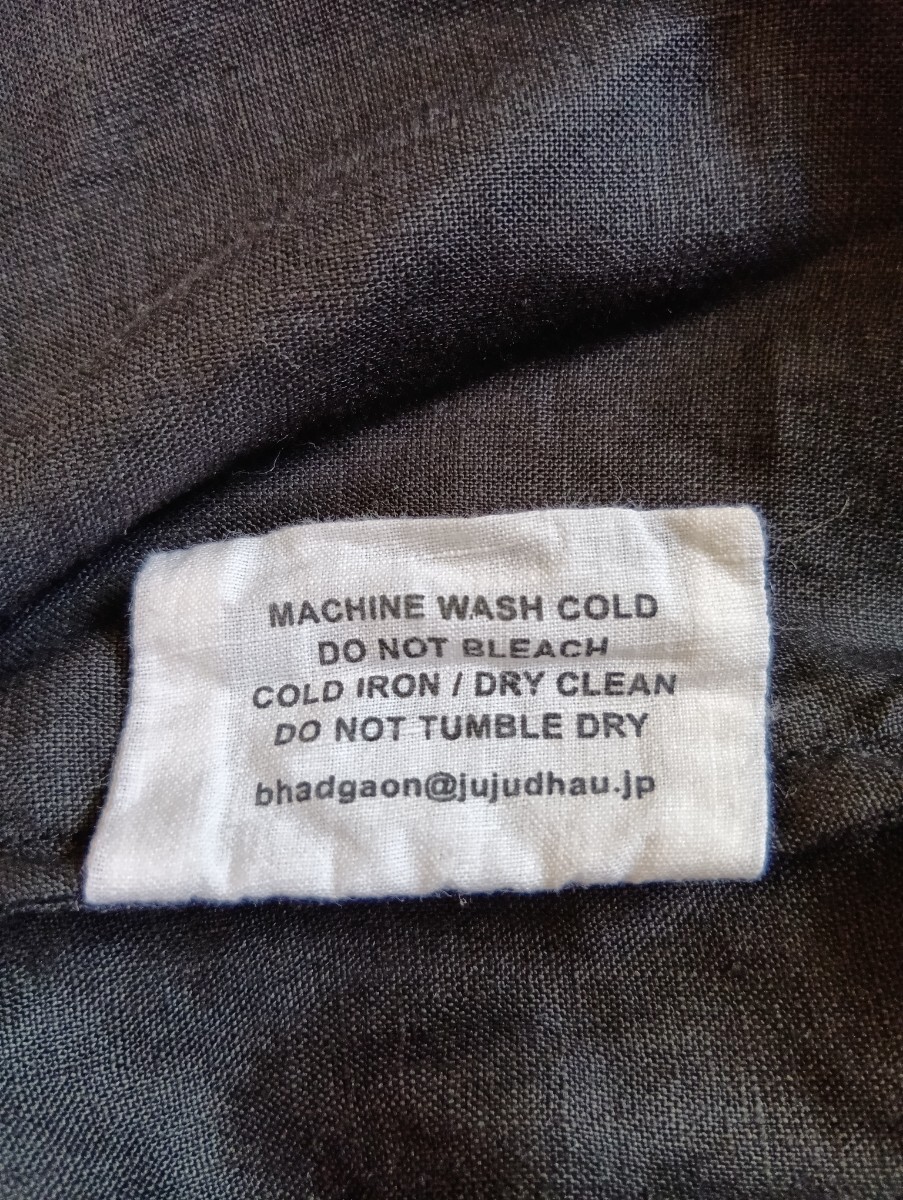 MACHINE WASH COLD
DO NOT BLEACH
COLD IRON / DRY CLEAN
DO NOT TUMBLE DRY
bhadgaon@jujudhau.jp